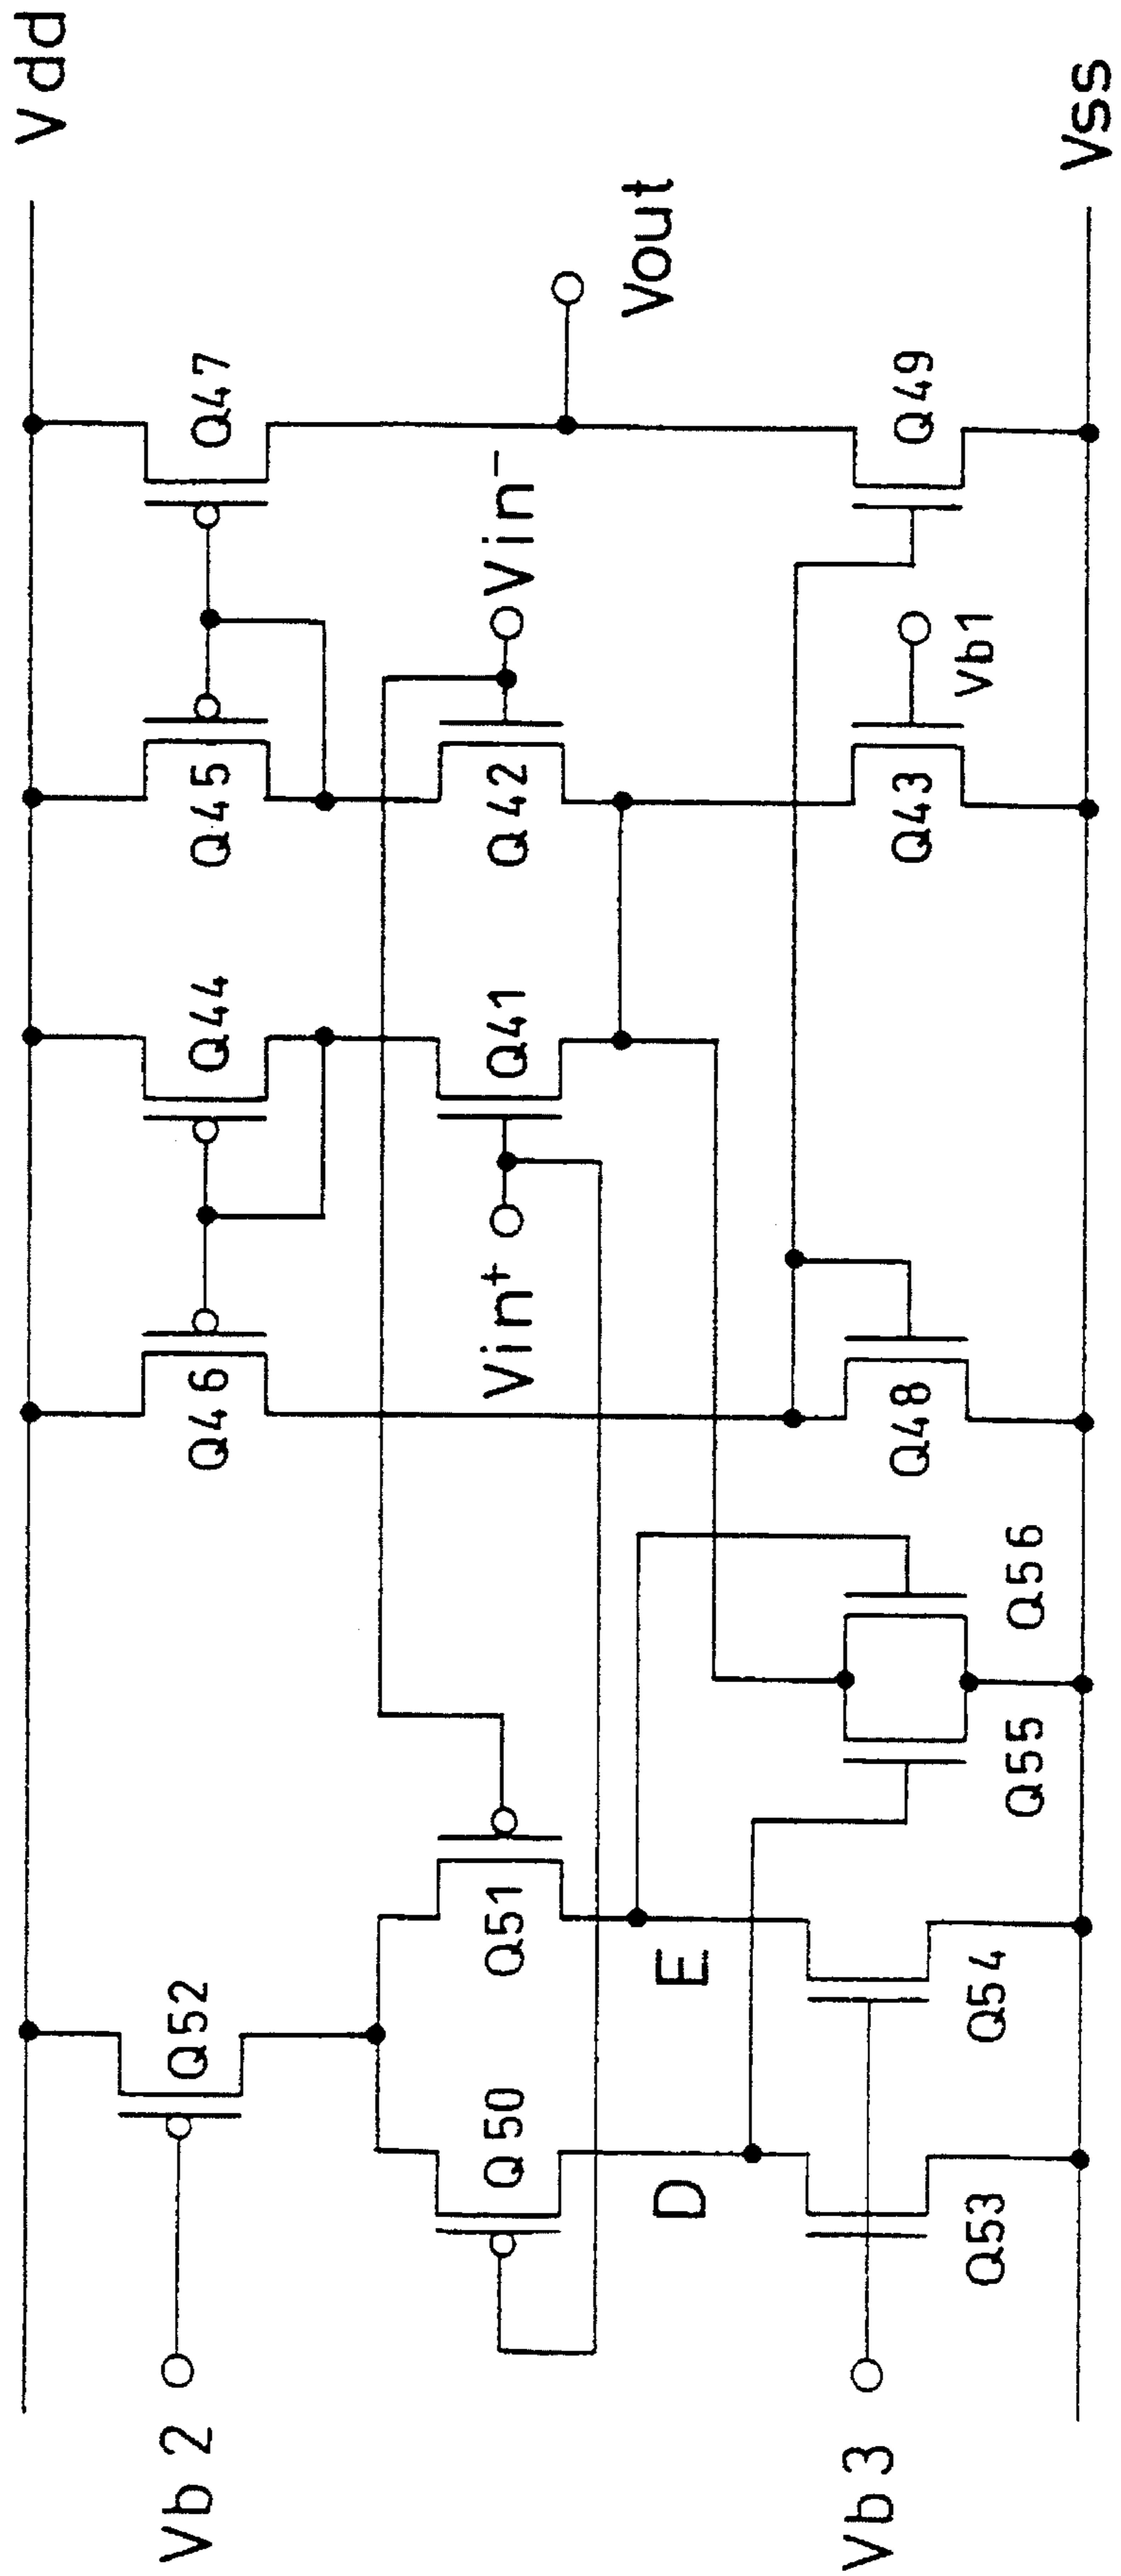 Vdd
Q52
Q46
Q44
Q45
Q47
Vb 2
Q50
Q51
Vin+
Q41
Q42
Vin−
Vout
D
E
Vb 3
Q53
Q54
Q55
Q56
Q48
Q43
Vb1
Q49
Vss